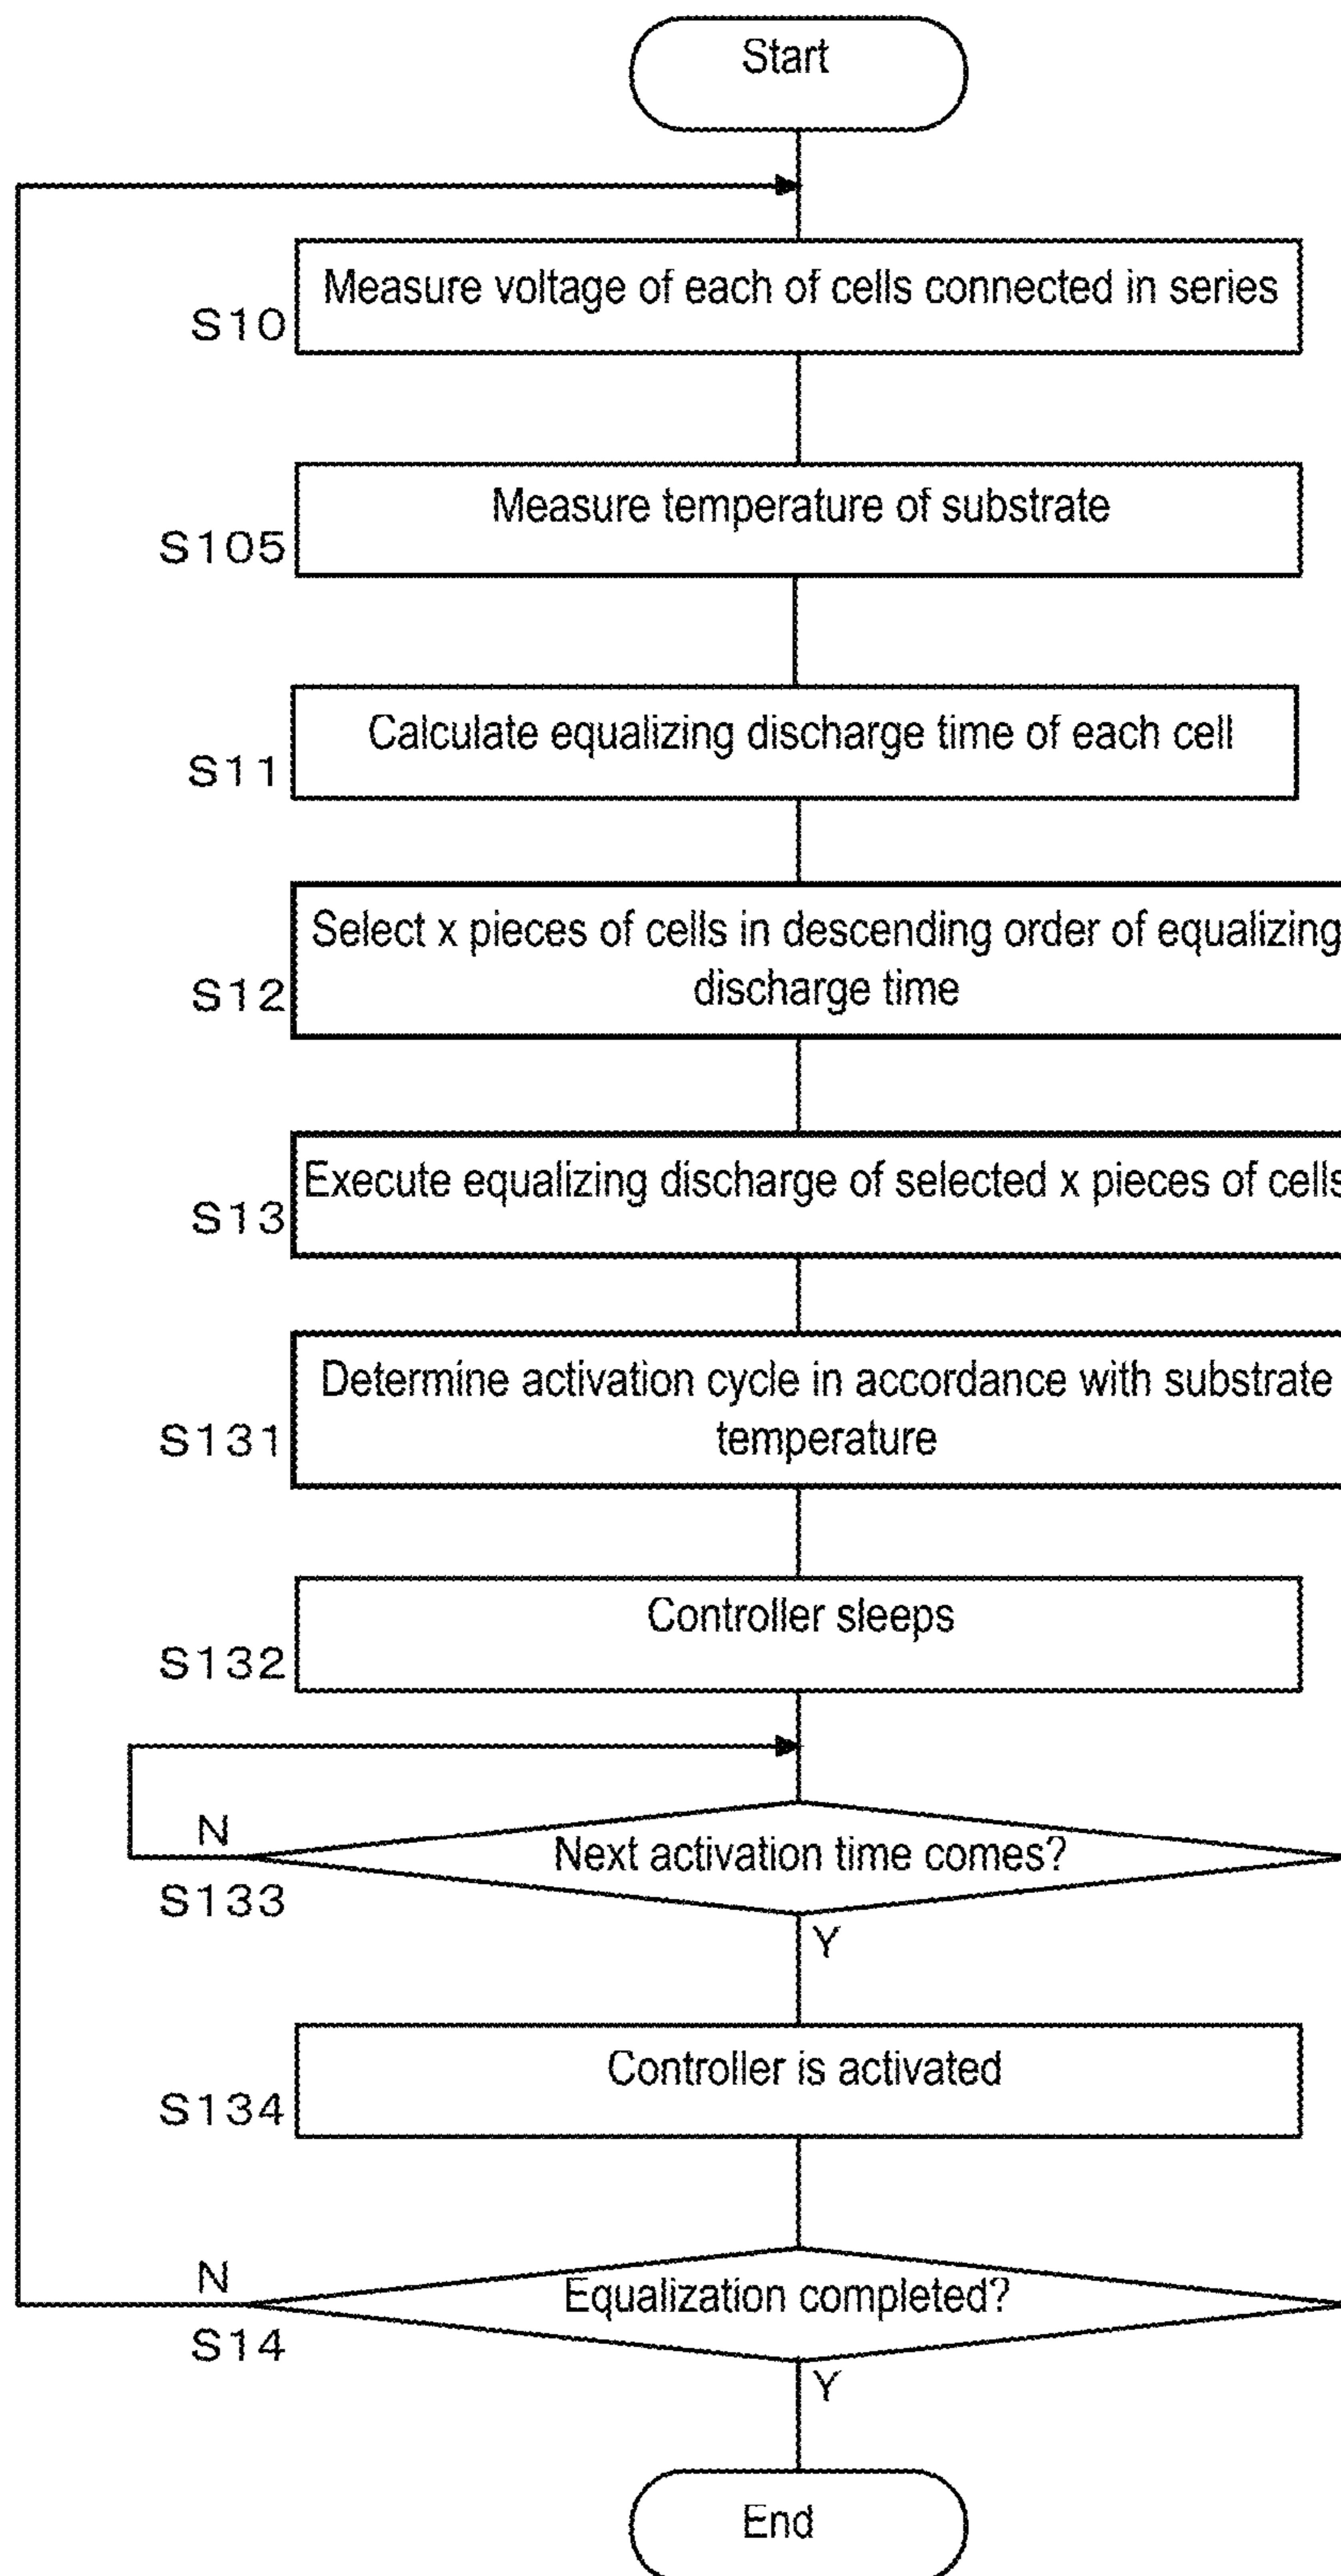 Start
Measure voltage of each of cells connected in series
S10
Measure temperature of substrate
S105
Calculate equalizing discharge time of each cell
S11
Select x pieces of cells in descending order of equalizing
discharge time
S12
Execute equalizing discharge of selected x pieces of cells
S13
Determine activation cycle in accordance with substrate
temperature
S131
Controller sleeps
S132
N
Next activation time comes?
S133
Y
Controller is activated
S134
N
Equalization completed?
S14
Y
End